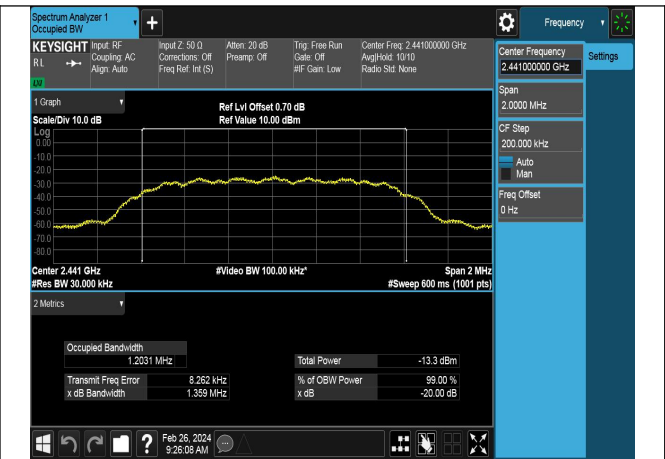 Spectrum Analyzer 1
Occupied BW
+
Frequency
KEYSIGHT Input: RF Input Z: 50 Ω Atten: 20 dB Trig: Free Run Center Freq: 2.441000000 GHz
RL Coupling: AC Corrections: Off Preamp: Off Gate: Off Avg|Hold: 10/10
Align: Auto Freq Ref: Int (S) #IF Gain: Low Radio Std: None
Center Frequency
2.441000000 GHz
Settings
Span
2.0000 MHz
CF Step
200.000 kHz
Auto
Man
Freq Offset
0 Hz
1 Graph
Ref Lvl Offset 0.70 dB
Scale/Div 10.0 dB Ref Value 10.00 dBm
Log
0.00
-10.0
-20.0
-30.0
-40.0
-50.0
-60.0
-70.0
-80.0
Center 2.441 GHz #Video BW 100.00 kHz* Span 2 MHz
#Res BW 30.000 kHz #Sweep 600 ms (1001 pts)
2 Metrics
Occupied Bandwidth
1.2031 MHz Total Power -13.3 dBm
Transmit Freq Error 8.262 kHz % of OBW Power 99.00 %
x dB Bandwidth 1.359 MHz x dB -20.00 dB
? Feb 26, 2024
9:26:08 AM